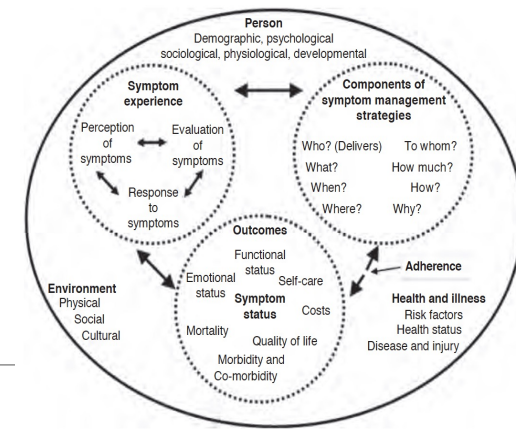 Person
Demographic, psychological
sociological, physiological, developmental
Symptom
experience
Perception
of
symptoms
Evaluation
of
symptoms
Response
to
symptoms
Components of
symptom management
strategies
Who? (Delivers)
To whom?
What?
How much?
When?
How?
Where?
Why?
Outcomes
Functional
status
Emotional
status
Self-care
Symptom
status
Costs
Mortality
Quality of life
Morbidity and
Co-morbidity
Adherence
Environment
Physical
Social
Cultural
Health and illness
Risk factors
Health status
Disease and injury